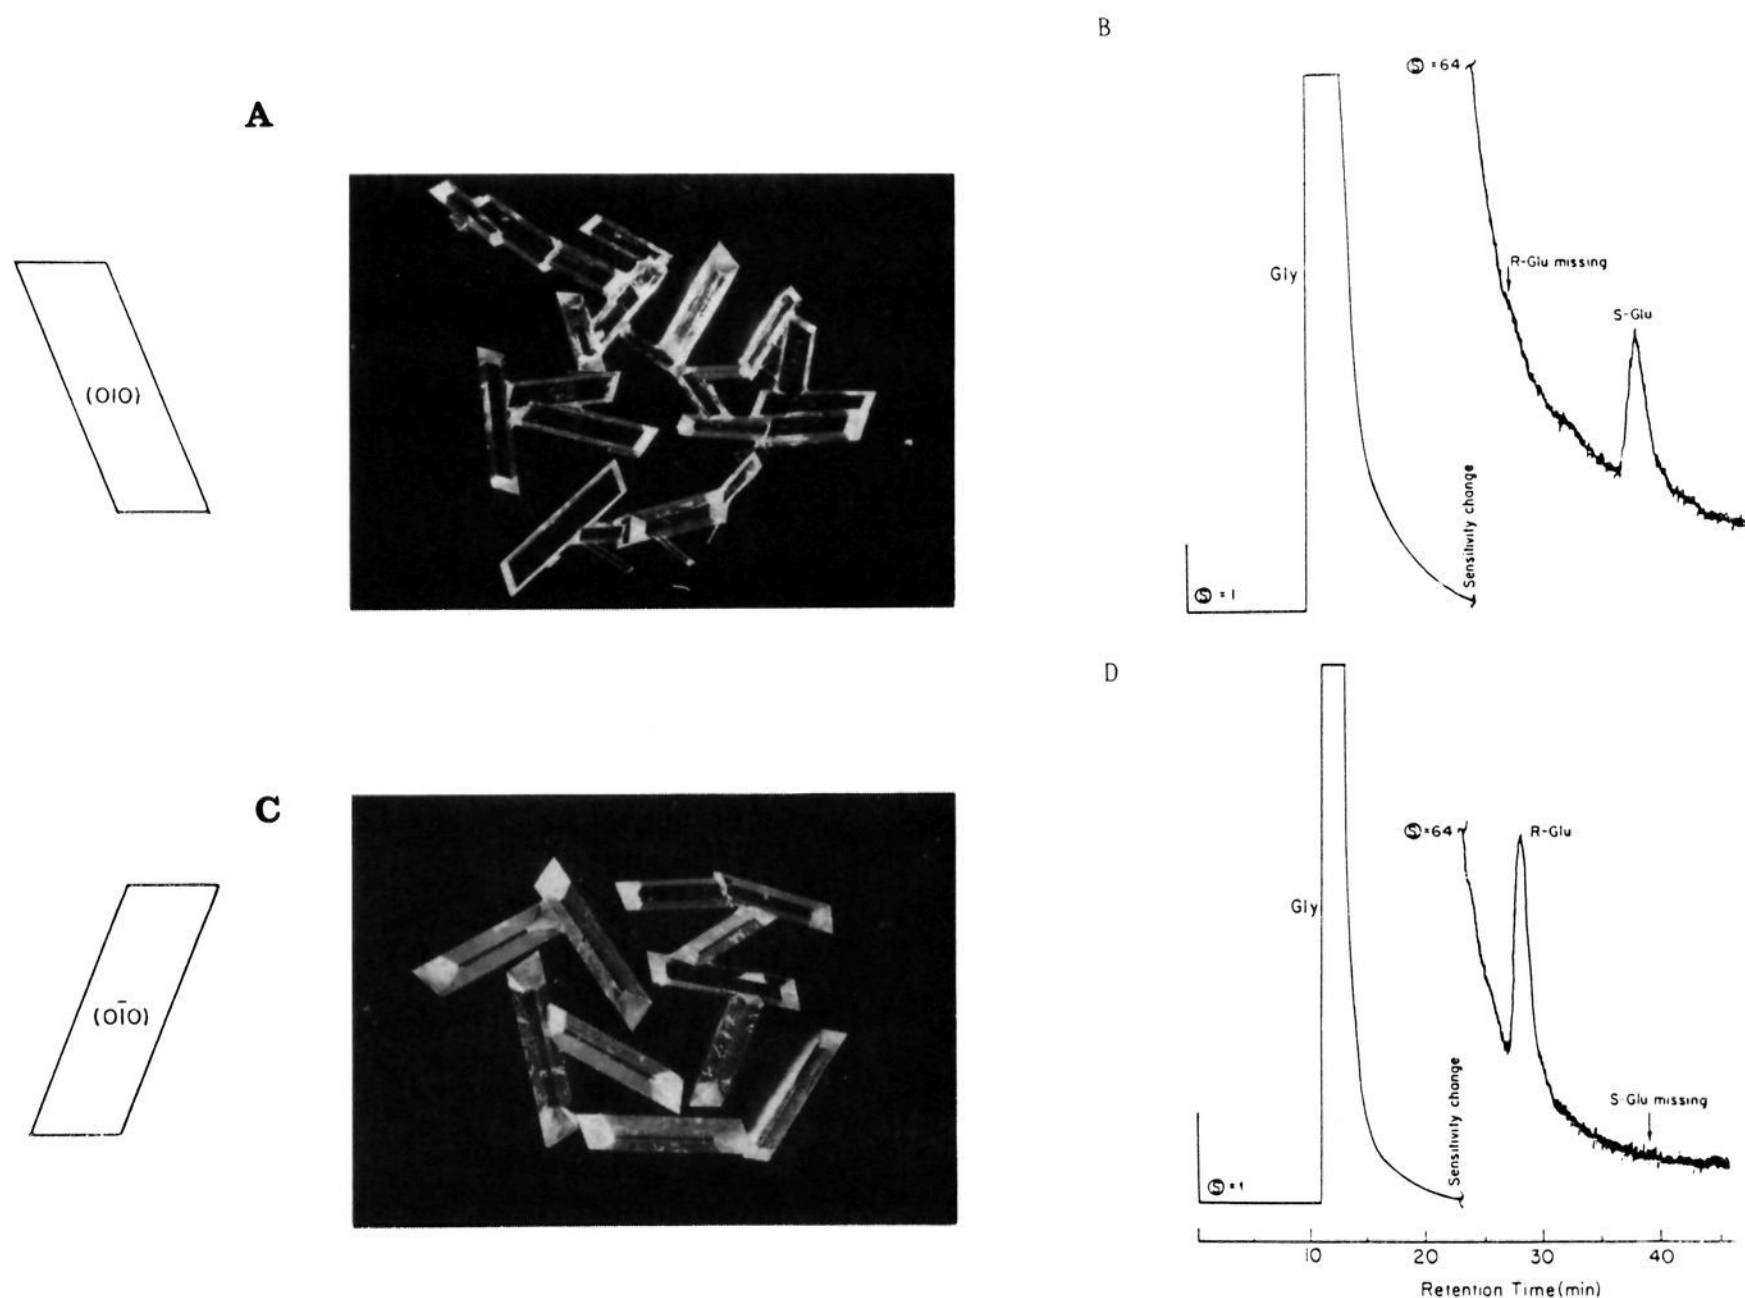 A
(010)
B
Ⓢ = 64
R-Glu missing
S-Glu
Gly
Sensitivity change
Ⓢ = 1
C
(01̄0)
D
Ⓢ = 64
R-Glu
Gly
S-Glu missing
Sensitivity change
Ⓢ = 1
10 20 30 40
Retention Time (min)